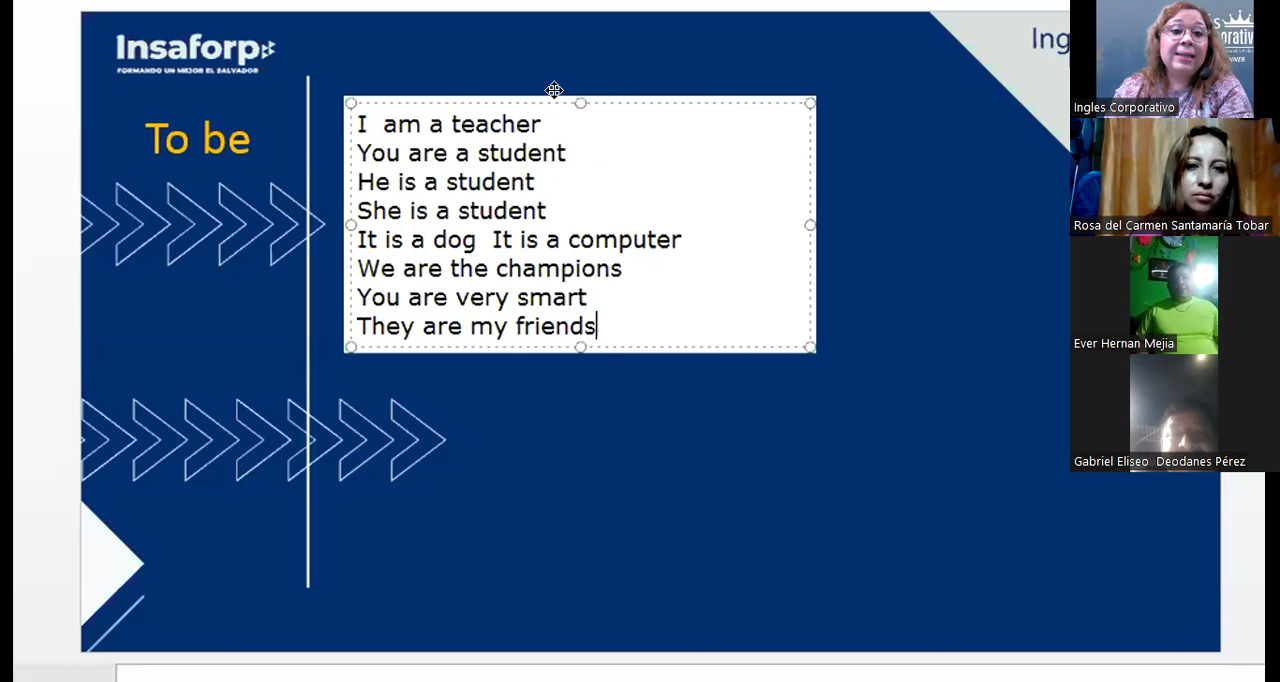 Insaforp
FORMANDO UN MEJOR EL SALVADOR
To be
I  am a teacher
You are a student
He is a student
She is a student
It is a dog  It is a computer
We are the champions
You are very smart
They are my friends
Ing
Ingles Corporativo
Rosa del Carmen Santamaría Tobar
Ever Hernan Mejia
Gabriel Eliseo  Deodanes Pérez